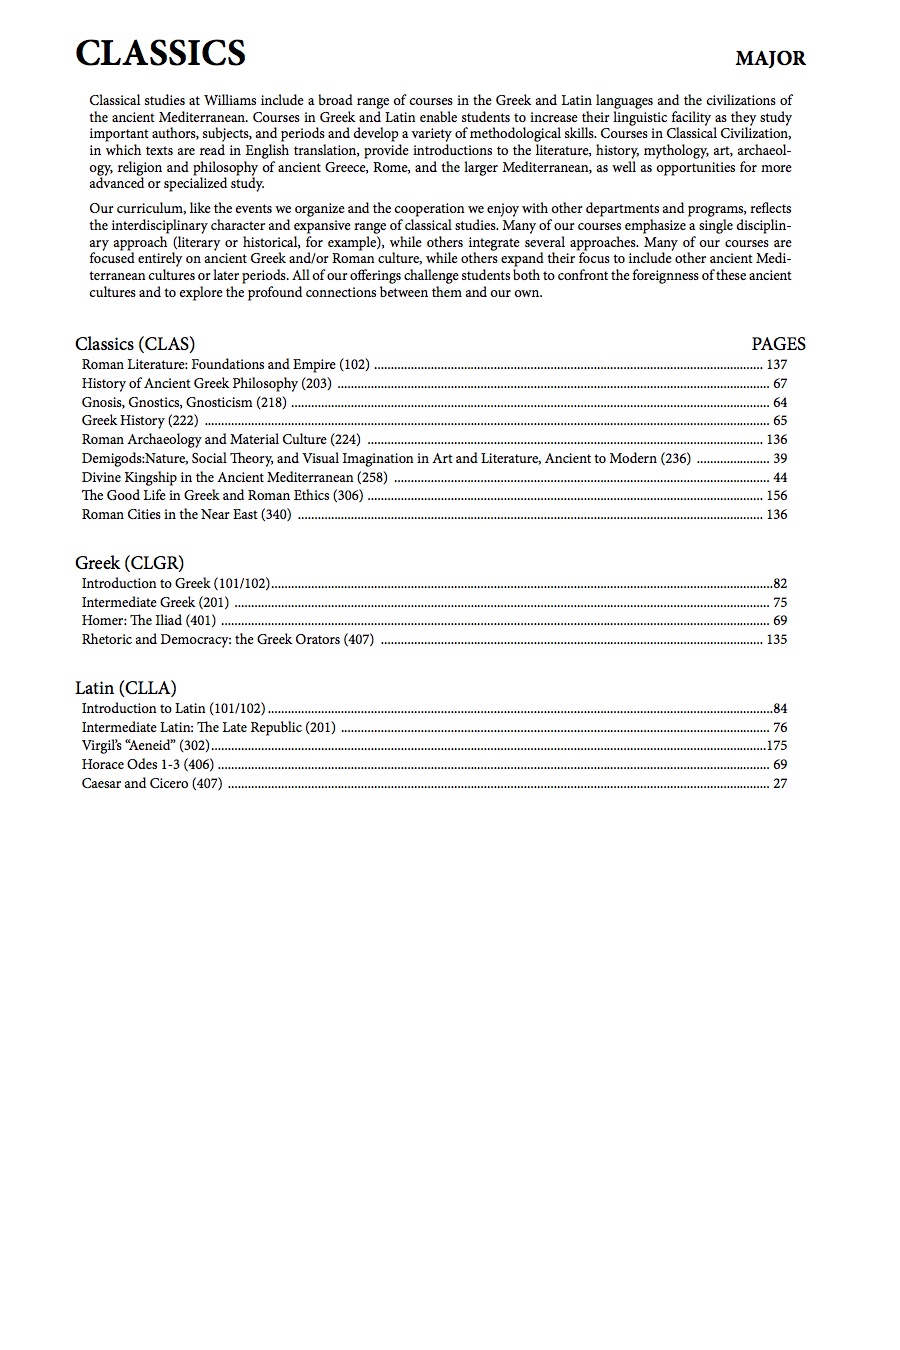 CLASSICS MAJOR
Classical studies at Williams include a broad range of courses in the Greek and Latin languages and the civilizations of
the ancient Mediterranean. Courses in Greek and Latin enable students to increase their linguistic facility as they study
important authors, subjects, and periods and develop a variety of methodological skills. Courses in Classical Civilization,
in which texts are read in English translation, provide introductions to the literature, history, mythology, art, archaeol-
ogy, religion and philosophy of ancient Greece, Rome, and the larger Mediterranean, as well as opportunities for more
advanced or specialized study.
Our curriculum, like the events we organize and the cooperation we enjoy with other departments and programs, reflects
the interdisciplinary character and expansive range of classical studies. Many of our courses emphasize a single disciplin-
ary approach (literary or historical, for example), while others integrate several approaches. Many of our courses are
focused entirely on ancient Greek and/or Roman culture, while others expand their focus to include other ancient Medi-
terranean cultures or later periods. All of our offerings challenge students both to confront the foreignness of these ancient
cultures and to explore the profound connections between them and our own.
Classics (CLAS) PAGES
Roman Literature: Foundations and Empire (102) ..... 137
History of Ancient Greek Philosophy (203) ..... 67
Gnosis, Gnostics, Gnosticism (218) ..... 64
Greek History (222) ..... 65
Roman Archaeology and Material Culture (224) ..... 136
Demigods:Nature, Social Theory, and Visual Imagination in Art and Literature, Ancient to Modern (236) ..... 39
Divine Kingship in the Ancient Mediterranean (258) ..... 44
The Good Life in Greek and Roman Ethics (306) ..... 156
Roman Cities in the Near East (340) ..... 136
Greek (CLGR)
Introduction to Greek (101/102).....82
Intermediate Greek (201) ..... 75
Homer: The Iliad (401) ..... 69
Rhetoric and Democracy: the Greek Orators (407) ..... 135
Latin (CLLA)
Introduction to Latin (101/102).....84
Intermediate Latin: The Late Republic (201) ..... 76
Virgil's “Aeneid” (302).....175
Horace Odes 1-3 (406) ..... 69
Caesar and Cicero (407) ..... 27